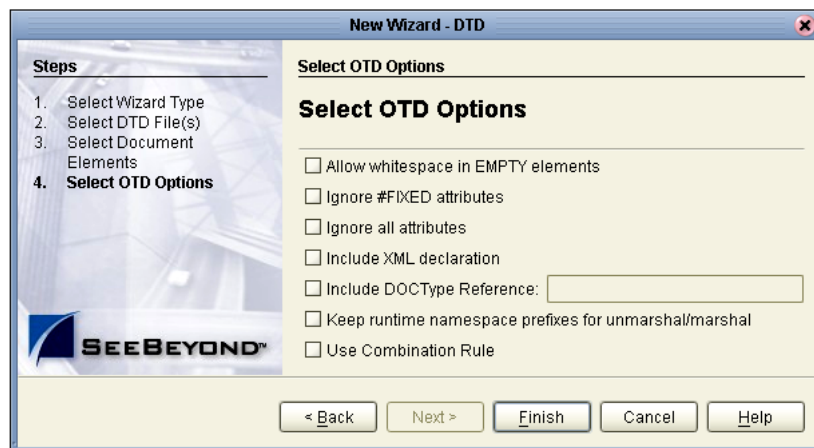 New Wizard - DTD
Steps
1. Select Wizard Type
2. Select DTD File(s)
3. Select Document
Elements
4. Select OTD Options
SEEBEYOND™
Select OTD Options
Select OTD Options
Allow whitespace in EMPTY elements
Ignore #FIXED attributes
Ignore all attributes
Include XML declaration
Include DOCType Reference:
Keep runtime namespace prefixes for unmarshal/marshal
Use Combination Rule
< Back Next > Finish Cancel Help